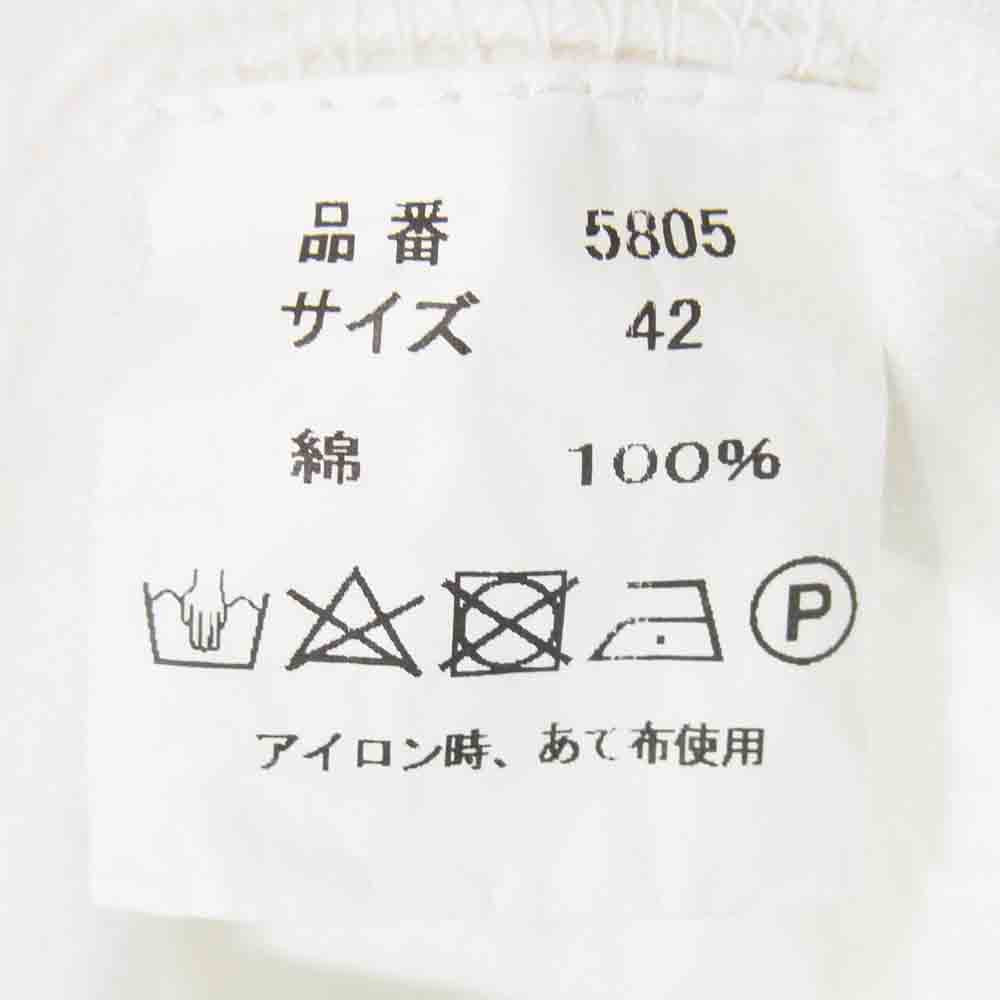 品番 5805
サイズ 42
綿 100%
P
アイロン時、あて布使用